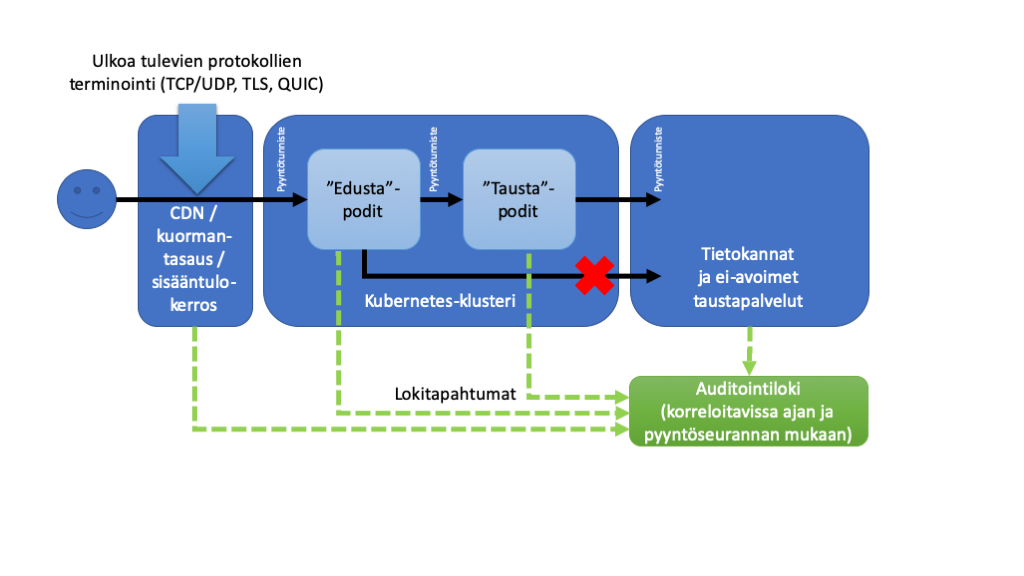 Ulkoa tulevien protokollien
terminointi (TCP/UDP, TLS, QUIC)
CDN /
kuorman-
tasaus /
sisääntulo-
kerros
Pyyntötunniste
”Edusta”-
podit
Pyyntötunniste
”Tausta”-
podit
Kubernetes-klusteri
Pyyntötunniste
Tietokannat
ja ei-avoimet
taustapalvelut
Lokitapahtumat
Auditointiloki
(korreloitavissa ajan ja
pyyntöseurannan mukaan)